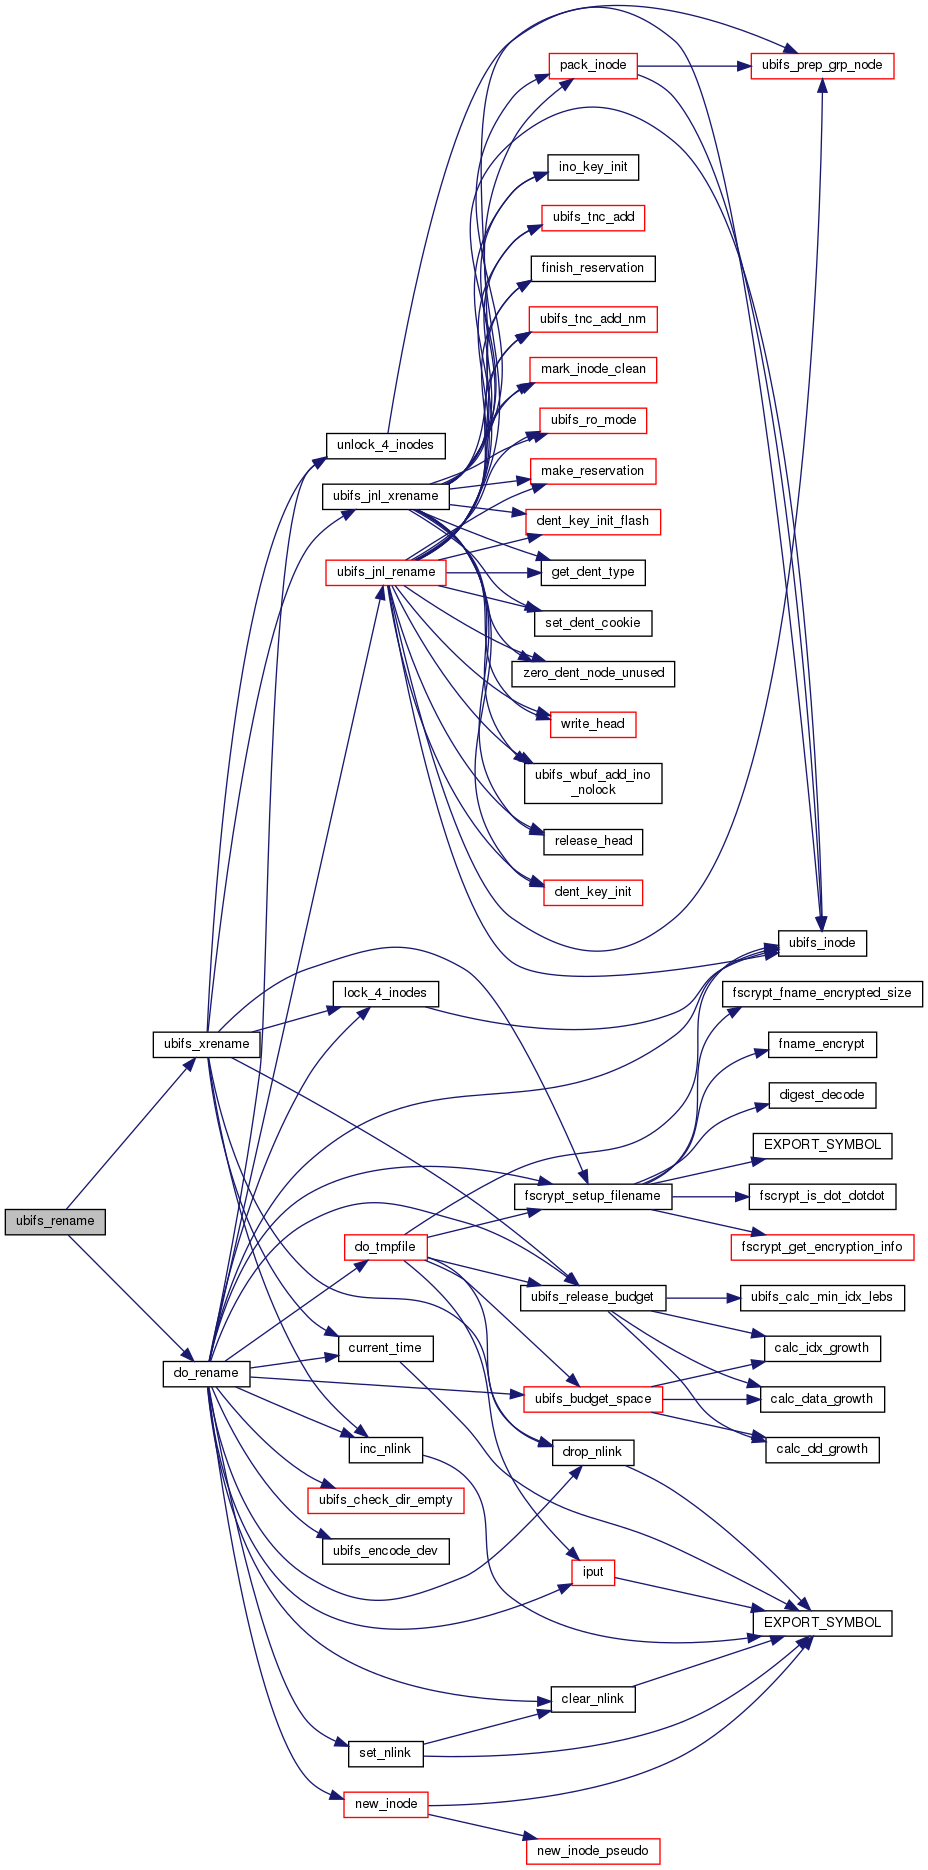 pack_inode
ubifs_prep_grp_node
ino_key_init
ubifs_tnc_add
finish_reservation
ubifs_tnc_add_nm
mark_inode_clean
ubifs_ro_mode
unlock_4_inodes
make_reservation
ubifs_jnl_xrename
dent_key_init_flash
ubifs_jnl_rename
get_dent_type
set_dent_cookie
zero_dent_node_unused
write_head
ubifs_wbuf_add_ino
_nolock
release_head
dent_key_init
ubifs_inode
lock_4_inodes
fscrypt_fname_encrypted_size
ubifs_xrename
fname_encrypt
digest_decode
EXPORT_SYMBOL
fscrypt_setup_filename
fscrypt_is_dot_dotdot
ubifs_rename
do_tmpfile
fscrypt_get_encryption_info
ubifs_release_budget
ubifs_calc_min_idx_lebs
current_time
calc_idx_growth
do_rename
ubifs_budget_space
calc_data_growth
inc_nlink
drop_nlink
calc_dd_growth
ubifs_check_dir_empty
ubifs_encode_dev
iput
EXPORT_SYMBOL
clear_nlink
set_nlink
new_inode
new_inode_pseudo